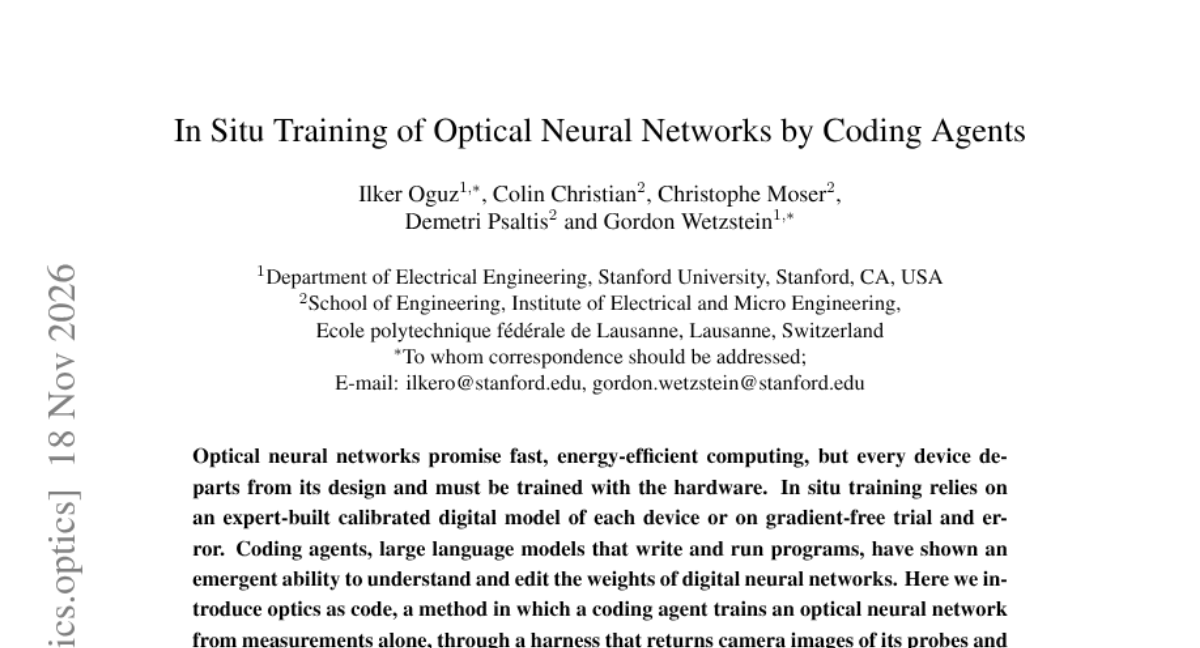 In Situ Training of Optical Neural Networks by Coding Agents
Ilker Oguz1,*, Colin Christian2, Christophe Moser2,
Demetri Psaltis2 and Gordon Wetzstein1,*
1Department of Electrical Engineering, Stanford University, Stanford, CA, USA
2School of Engineering, Institute of Electrical and Micro Engineering,
Ecole polytechnique fédérale de Lausanne, Lausanne, Switzerland
*To whom correspondence should be addressed;
E-mail: ilkero@stanford.edu, gordon.wetzstein@stanford.edu
Optical neural networks promise fast, energy-efficient computing, but every device de-
parts from its design and must be trained with the hardware. In situ training relies on
an expert-built calibrated digital model of each device or on gradient-free trial and er-
ror. Coding agents, large language models that write and run programs, have shown an
emergent ability to understand and edit the weights of digital neural networks. Here we in-
troduce optics as code, a method in which a coding agent trains an optical neural network
from measurements alone, through a harness that returns camera images of its probes and
ics.optics] 18 Nov 2026